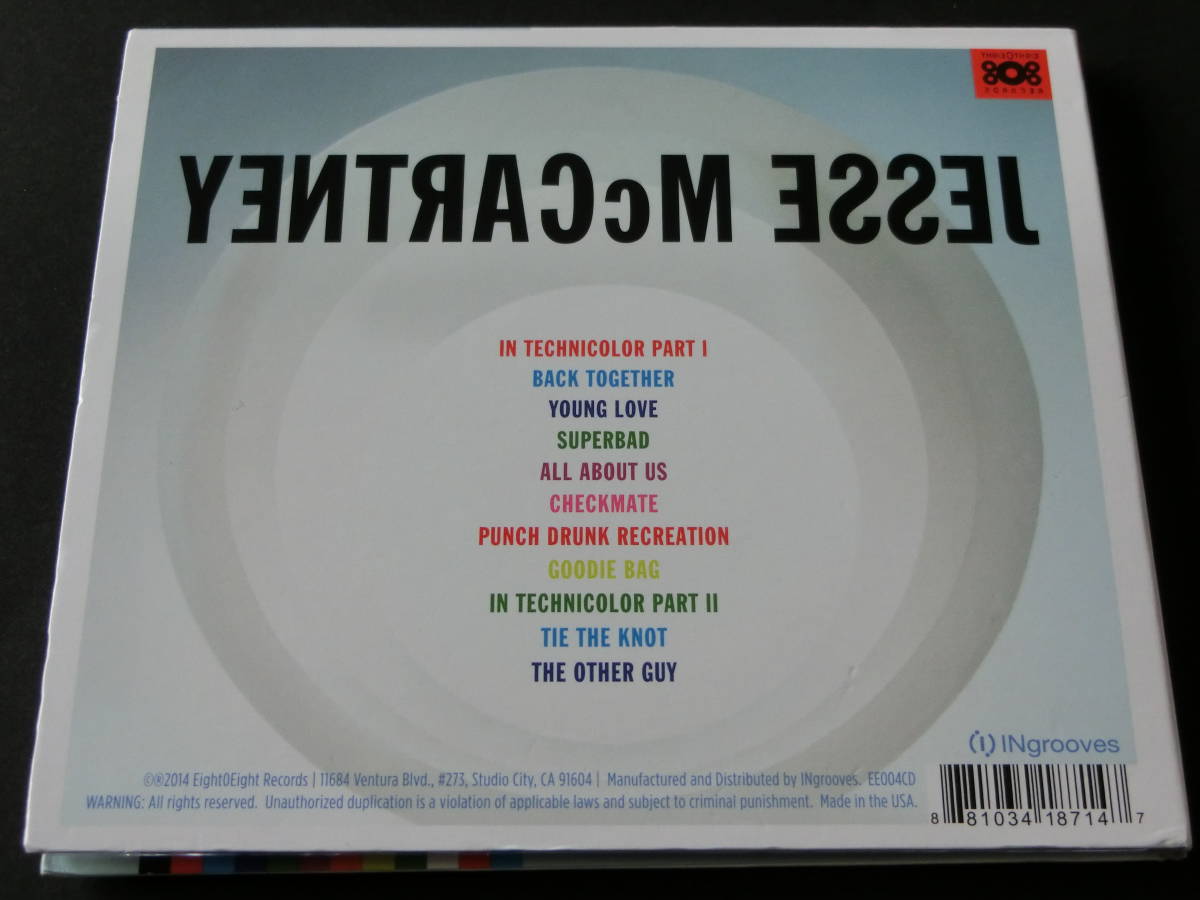 EIGHT0EIGHT
808
RECORDS
JESSE McCARTNEY
IN TECHNICOLOR PART I
BACK TOGETHER
YOUNG LOVE
SUPERBAD
ALL ABOUT US
CHECKMATE
PUNCH DRUNK RECREATION
GOODIE BAG
IN TECHNICOLOR PART II
TIE THE KNOT
THE OTHER GUY
(i) INgrooves
©®2014 Eight0Eight Records | 11684 Ventura Blvd., #273, Studio City, CA 91604 | Manufactured and Distributed by INgrooves. EE004CD
WARNING: All rights reserved. Unauthorized duplication is a violation of applicable laws and subject to criminal punishment. Made in the USA.
8 81034 18714 7